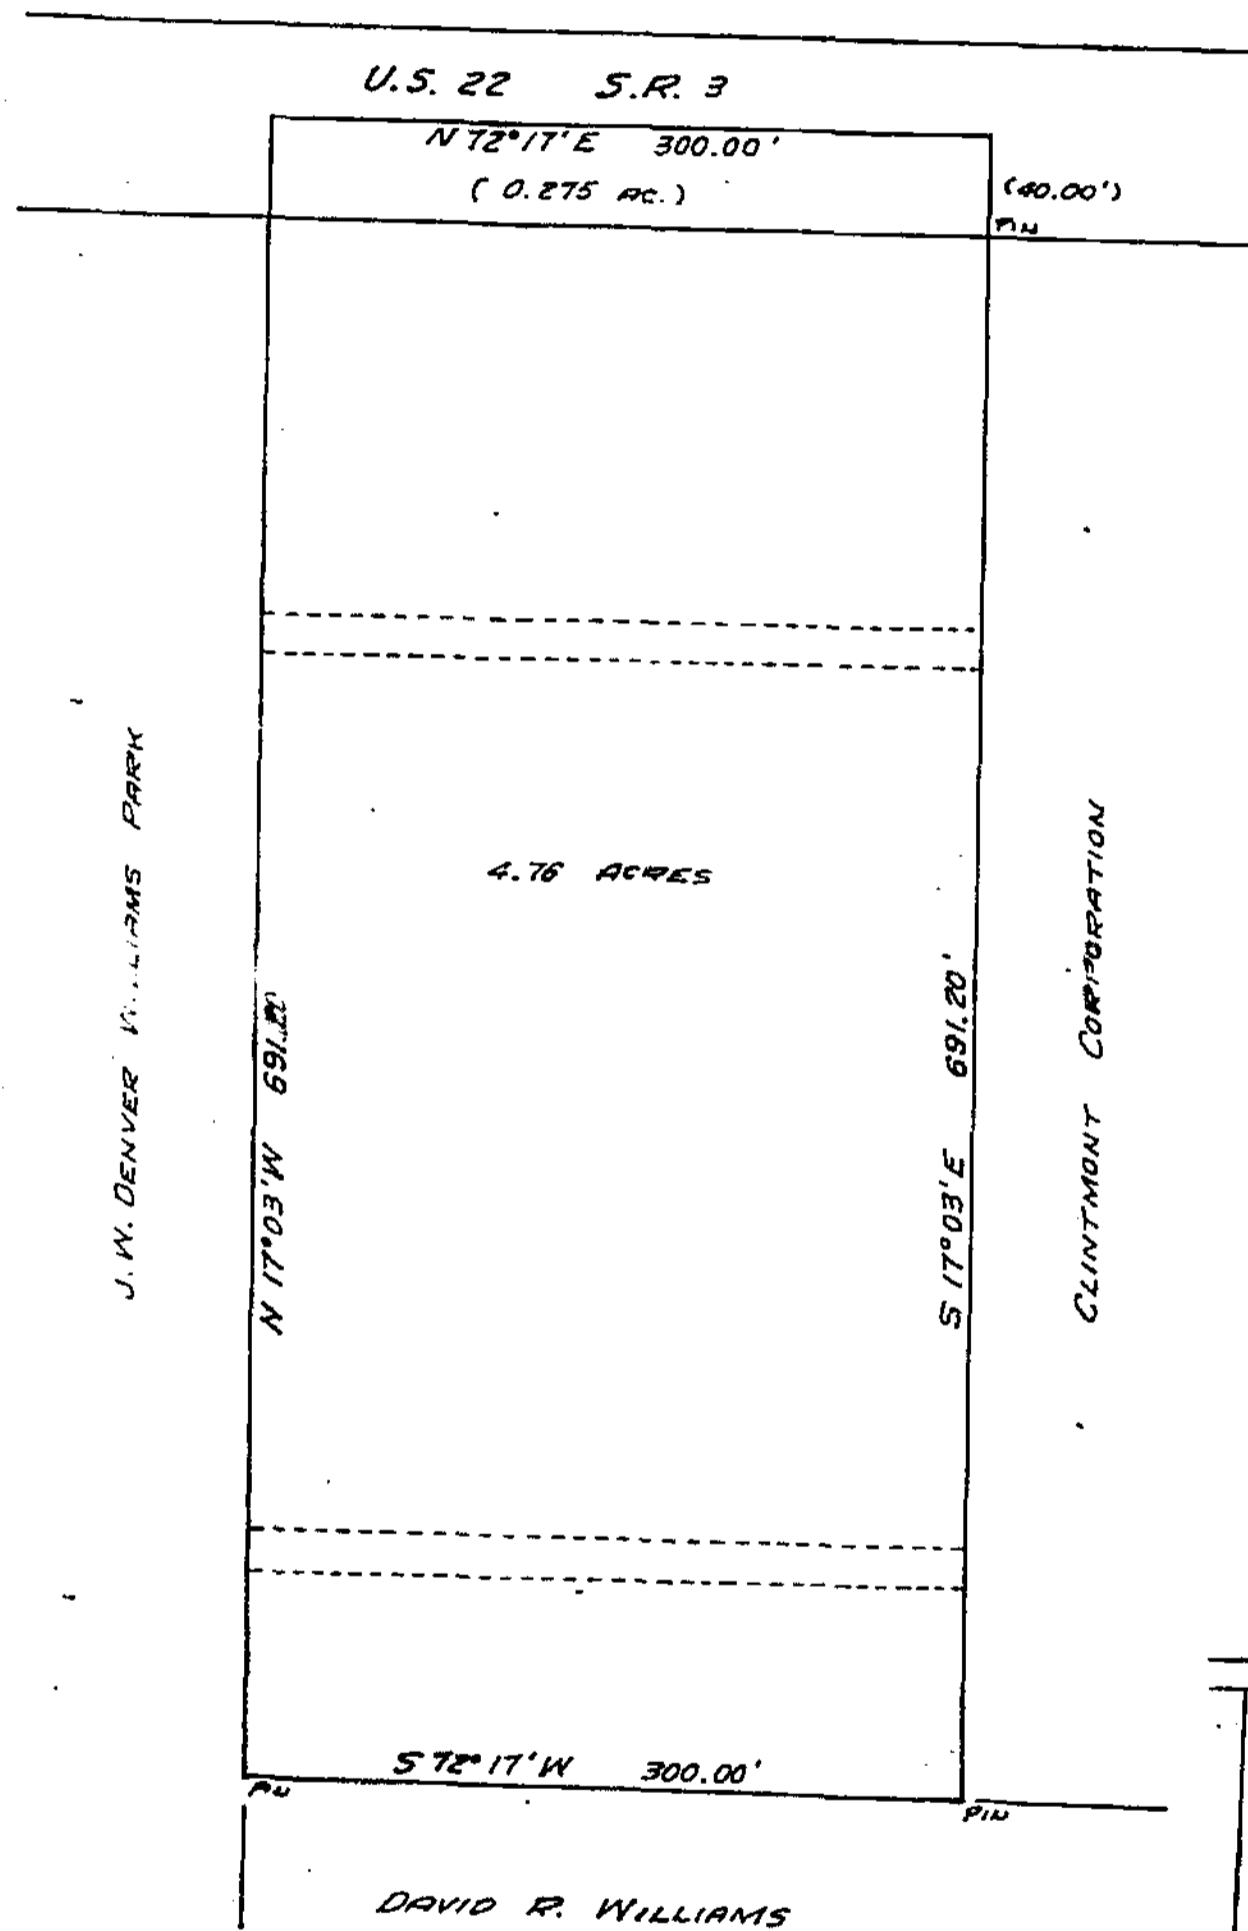 U.S. 22 S.R. 3
N 72°17' E 300.00'
( 0.275 AC. )
(40.00')
PIN
J. W. DENVER PARK
4.76 ACRES
N 17°03' W
S 17°03' E 691.20'
CLINTMONT CORPORATION
S 72°17' W 300.00'
PIN
PIN
DAVID R. WILLIAMS